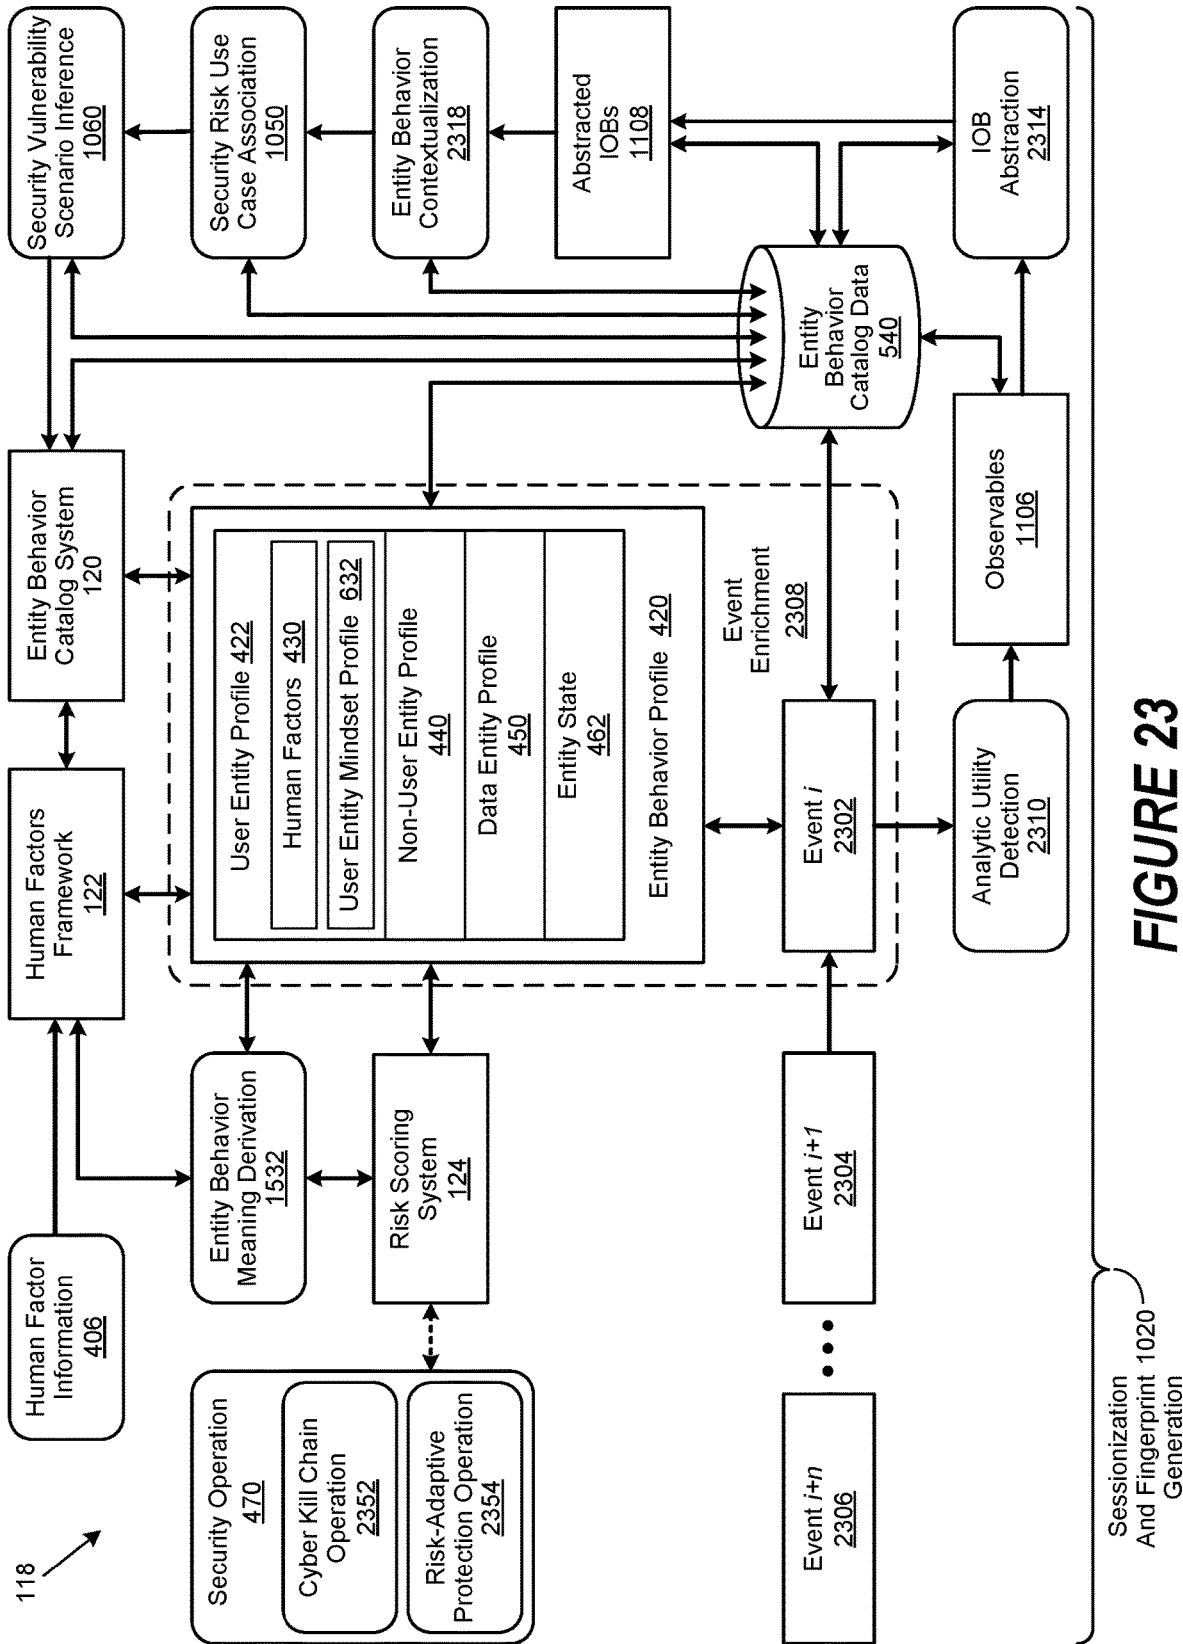 118
Human Factor
Information
406
Human Factors
Framework
122
Entity Behavior
Catalog System
120
Security Vulnerability
Scenario Inference
1060
Security Operation
470
Cyber Kill Chain
Operation
2352
Risk-Adaptive
Protection Operation
2354
Entity Behavior
Meaning Derivation
1532
Risk Scoring
System
124
User Entity Profile 422
Human Factors 430
User Entity Mindset Profile 632
Non-User Entity Profile
440
Data Entity Profile
450
Entity State
462
Entity Behavior Profile 420
Security Risk Use
Case Association
1050
Entity Behavior
Contextualization
2318
Abstracted
IOBs
1108
Event
Enrichment
2308
Entity
Behavior
Catalog Data
540
Event i+n
2306
Event i+1
2304
Event i
2302
Analytic Utility
Detection
2310
Observables
1106
IOB
Abstraction
2314
Sessionization
And Fingerprint 1020
Generation
FIGURE 23